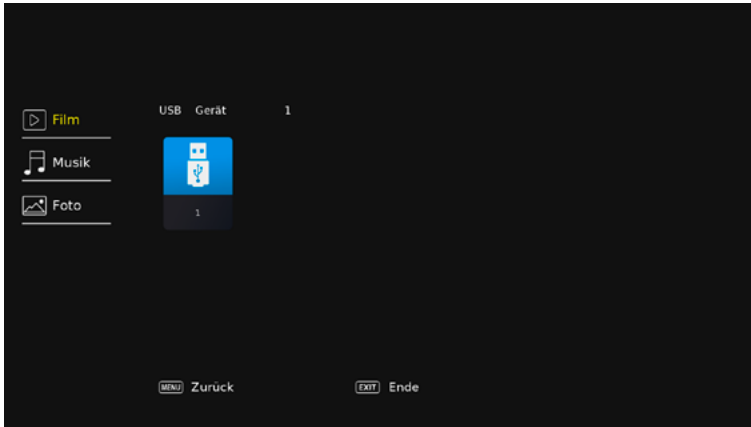 Film
Musik
Foto
USB Gerät 1
1
MENU Zurück
EXIT Ende